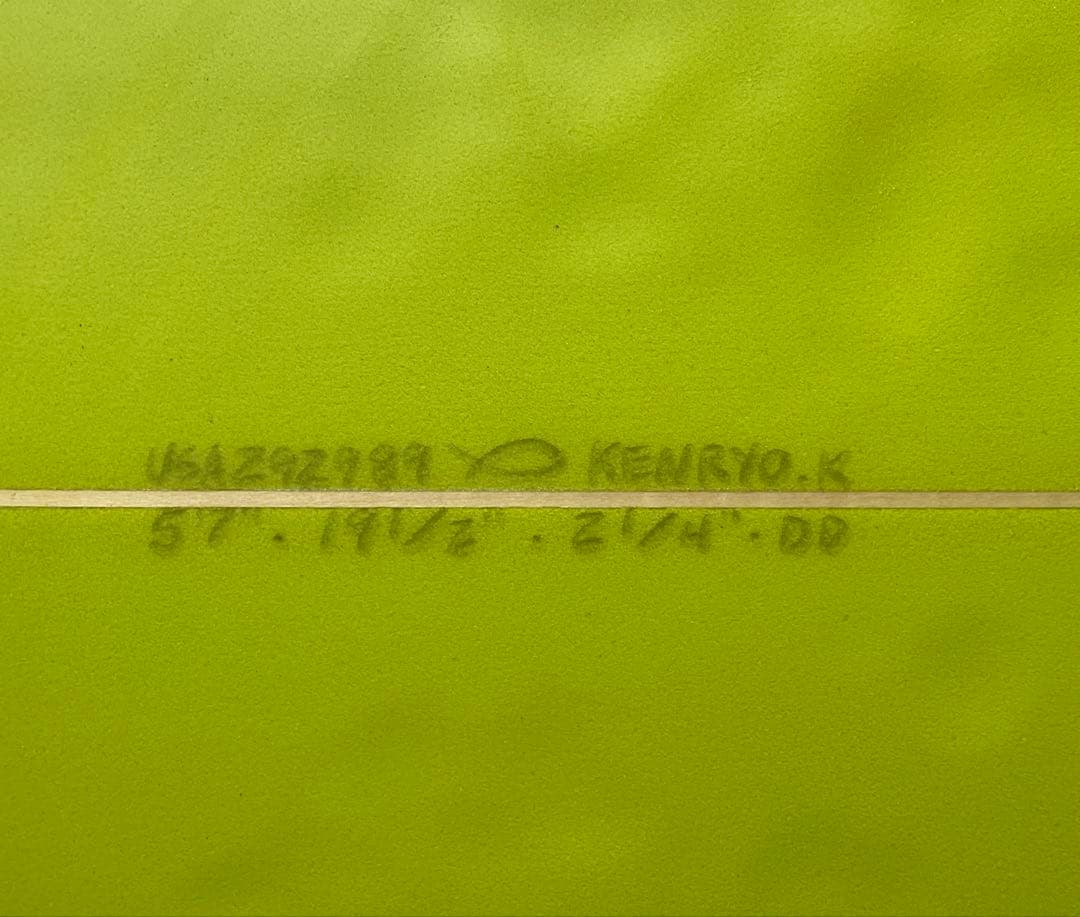 USA292989 KENRYO.K
5'7" . 19 1/2" . 2 1/4" . DD